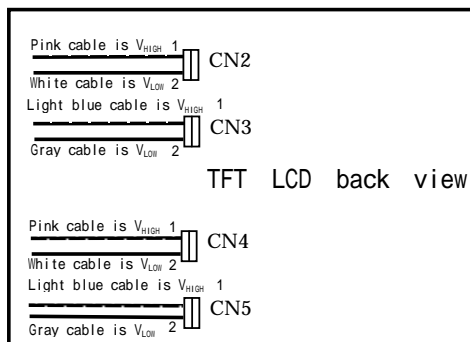 Pink cable is VHIGH 1
CN2
White cable is VLOW 2
Light blue cable is VHIGH 1
CN3
Gray cable is VLOW 2
TFT LCD back view
Pink cable is VHIGH 1
CN4
White cable is VLOW 2
Light blue cable is VHIGH 1
CN5
Gray cable is VLOW 2